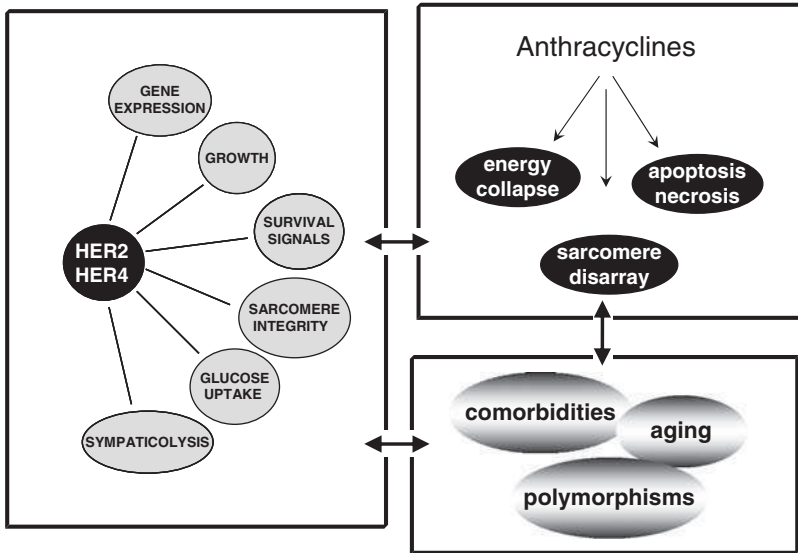 GENE
EXPRESSION
GROWTH
SURVIVAL
SIGNALS
HER2
HER4
SARCOMERE
INTEGRITY
GLUCOSE
UPTAKE
SYMPATICOLYSIS
Anthracyclines
energy
collapse
apoptosis
necrosis
sarcomere
disarray
comorbidities
aging
polymorphisms